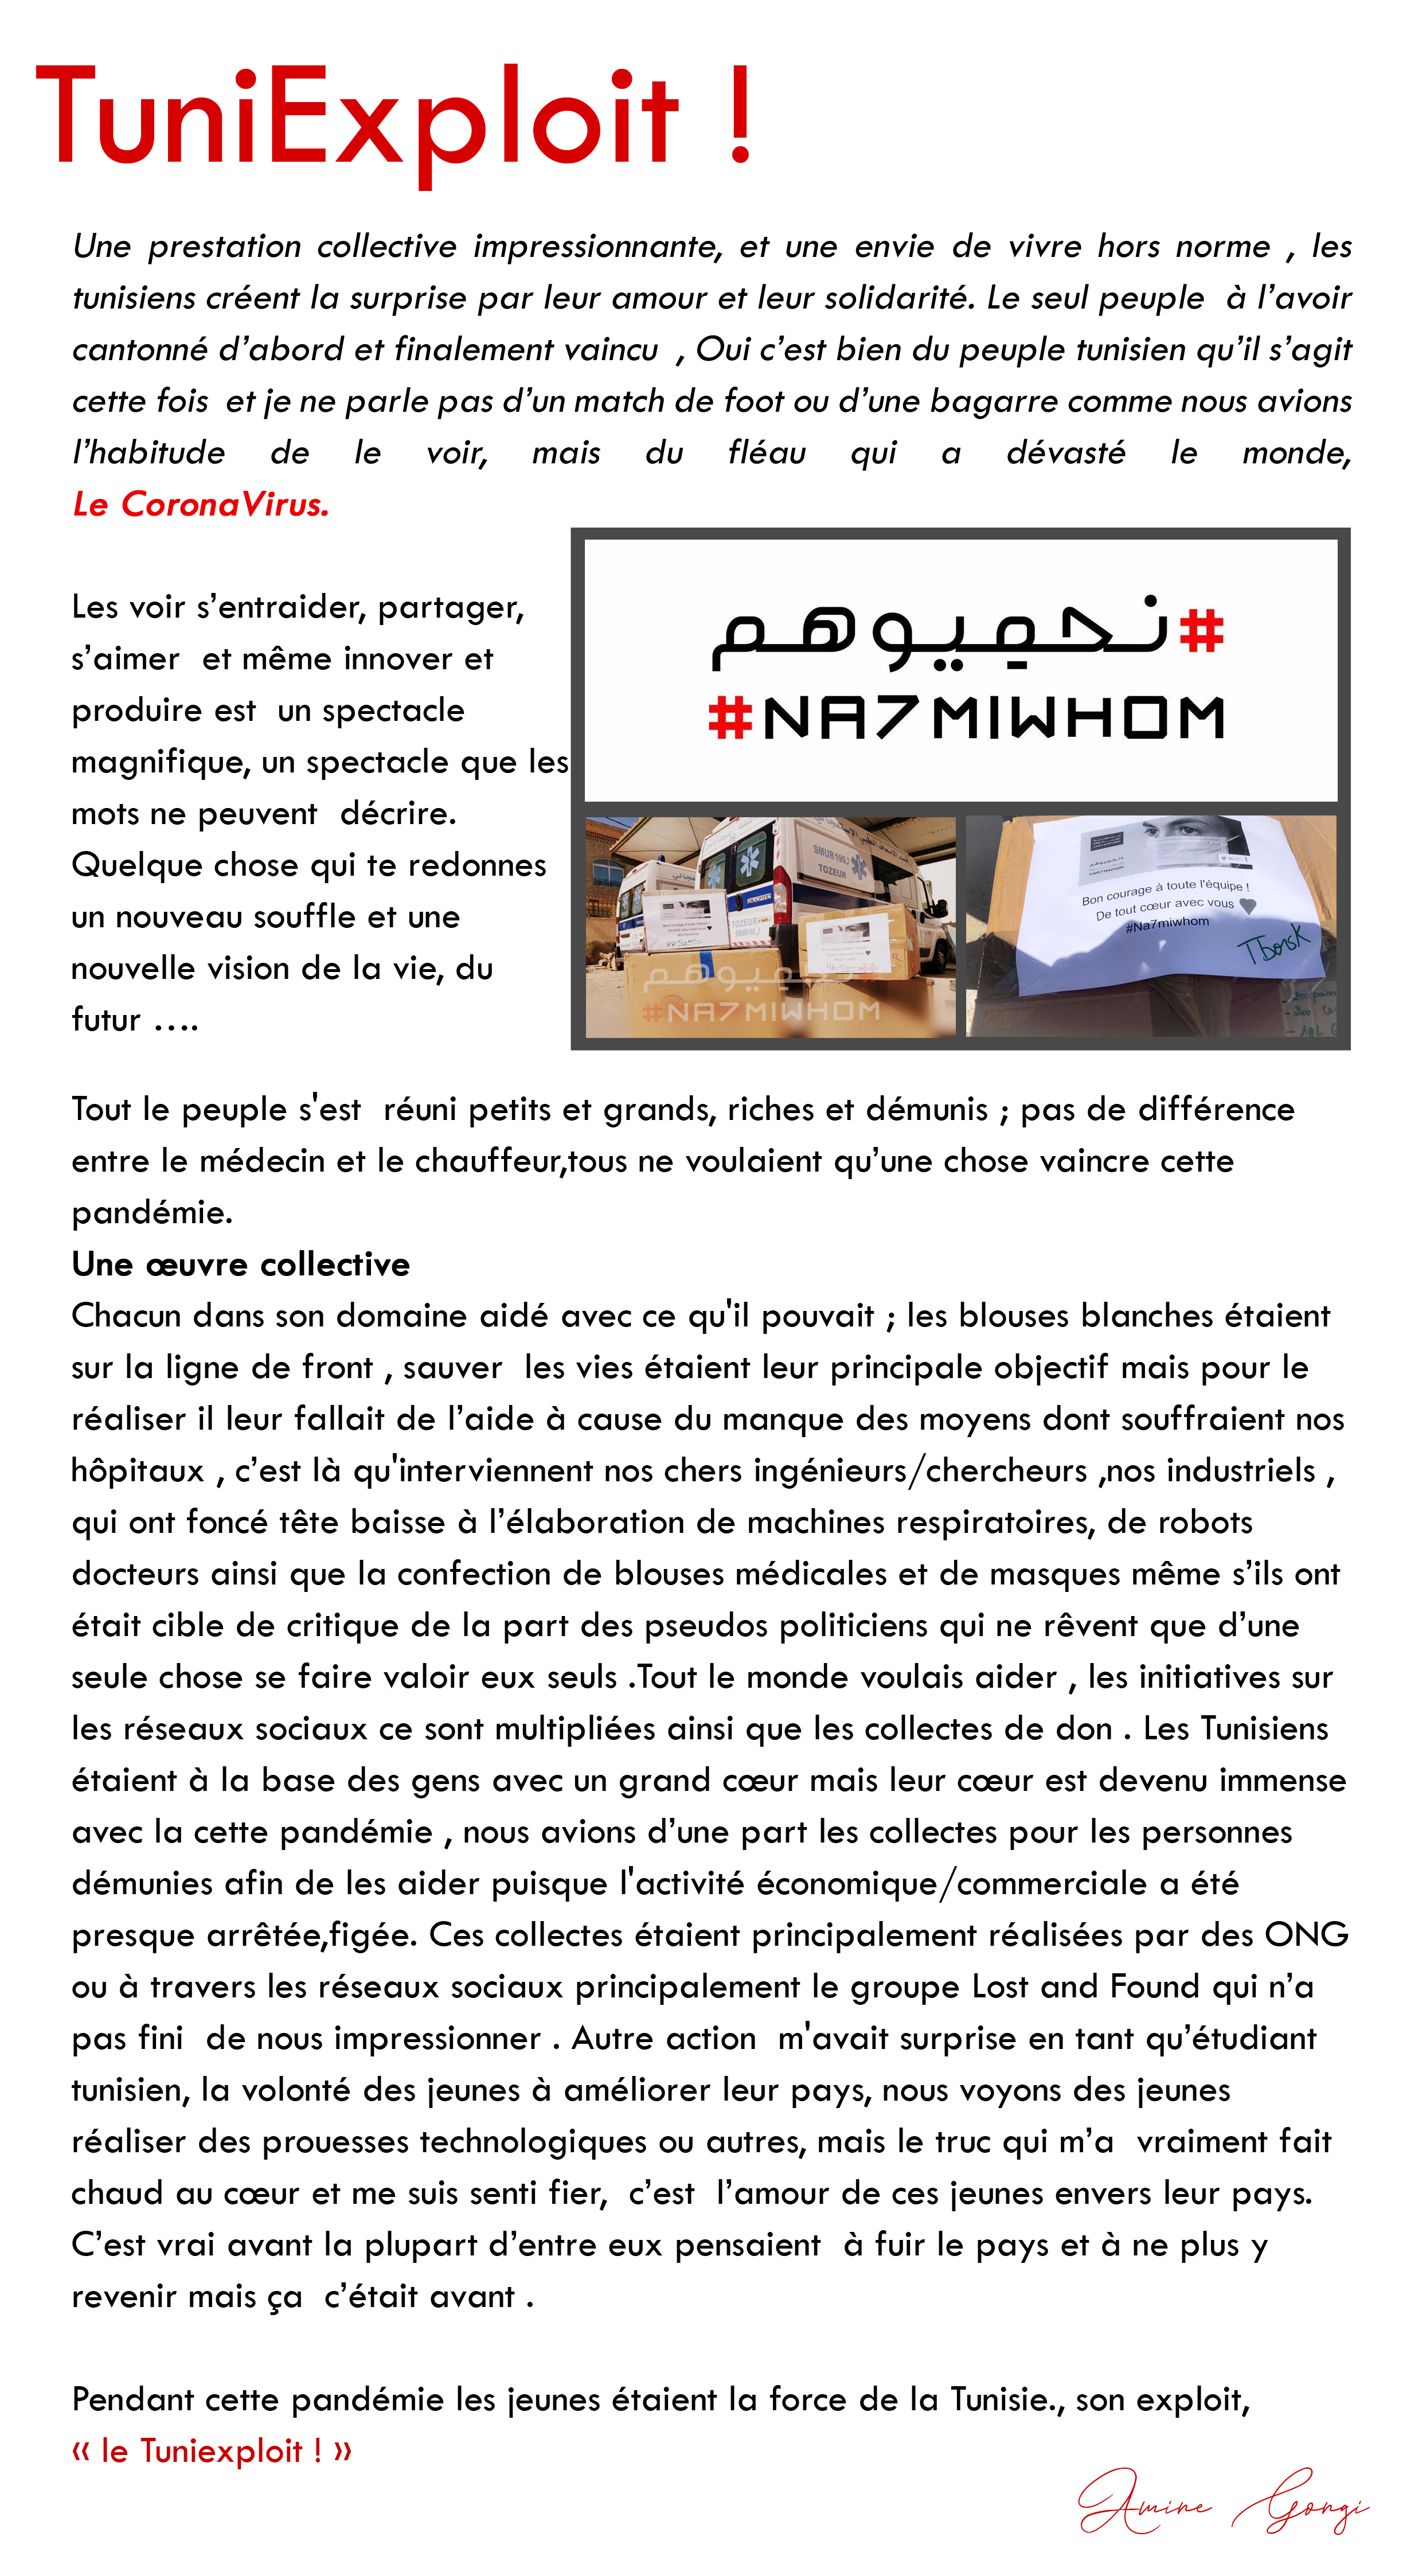 TuniExploit !
Une prestation collective impressionnante, et une envie de vivre hors norme , les
tunisiens créent la surprise par leur amour et leur solidarité. Le seul peuple à l’avoir
cantonné d’abord et finalement vaincu , Oui c’est bien du peuple tunisien qu’il s’agit
cette fois et je ne parle pas d’un match de foot ou d’une bagarre comme nous avions
l’habitude de le voir, mais du fléau qui a dévasté le monde,
Le CoronaVirus.
Les voir s’entraider, partager,
s’aimer et même innover et
produire est un spectacle
magnifique, un spectacle que les
mots ne peuvent décrire.
Quelque chose qui te redonnes
un nouveau souffle et une
nouvelle vision de la vie, du
futur ….
#نحميوهم
#NA7MIWHOM
SMUR 190
TOZEUR
TOZEUR
SMUR 190
#NA7MIWHOM
Bon courage à toute l'équipe !
De tout cœur avec vous
#Na7miwhom
Tout le peuple s'est réuni petits et grands, riches et démunis ; pas de différence
entre le médecin et le chauffeur,tous ne voulaient qu’une chose vaincre cette
pandémie.
Une œuvre collective
Chacun dans son domaine aidé avec ce qu'il pouvait ; les blouses blanches étaient
sur la ligne de front , sauver les vies étaient leur principale objectif mais pour le
réaliser il leur fallait de l’aide à cause du manque des moyens dont souffraient nos
hôpitaux , c’est là qu'interviennent nos chers ingénieurs/chercheurs ,nos industriels ,
qui ont foncé tête baisse à l’élaboration de machines respiratoires, de robots
docteurs ainsi que la confection de blouses médicales et de masques même s’ils ont
était cible de critique de la part des pseudos politiciens qui ne rêvent que d’une
seule chose se faire valoir eux seuls .Tout le monde voulais aider , les initiatives sur
les réseaux sociaux ce sont multipliées ainsi que les collectes de don . Les Tunisiens
étaient à la base des gens avec un grand cœur mais leur cœur est devenu immense
avec la cette pandémie , nous avions d’une part les collectes pour les personnes
démunies afin de les aider puisque l'activité économique/commerciale a été
presque arrêtée,figée. Ces collectes étaient principalement réalisées par des ONG
ou à travers les réseaux sociaux principalement le groupe Lost and Found qui n’a
pas fini de nous impressionner . Autre action m'avait surprise en tant qu’étudiant
tunisien, la volonté des jeunes à améliorer leur pays, nous voyons des jeunes
réaliser des prouesses technologiques ou autres, mais le truc qui m’a vraiment fait
chaud au cœur et me suis senti fier, c’est l’amour de ces jeunes envers leur pays.
C’est vrai avant la plupart d’entre eux pensaient à fuir le pays et à ne plus y
revenir mais ça c’était avant .
Pendant cette pandémie les jeunes étaient la force de la Tunisie., son exploit,
« le Tuniexploit ! »
Amine Gongi